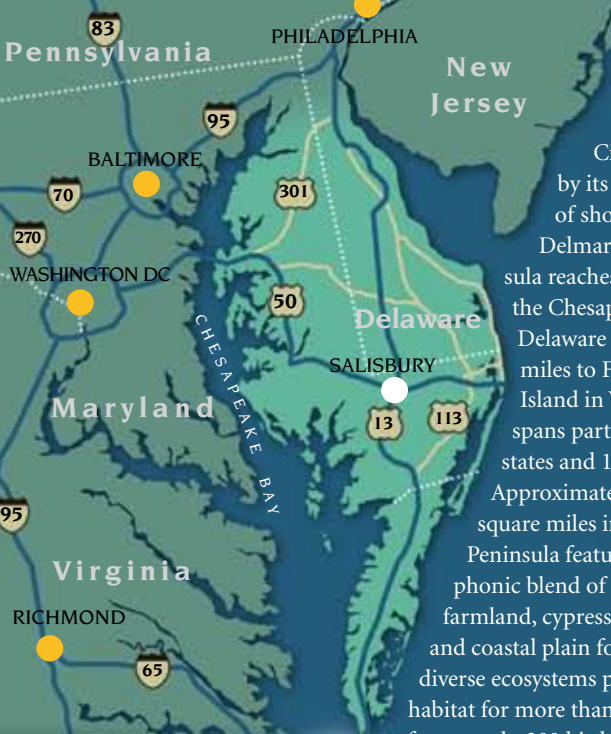 83
PHILADELPHIA
Pennsylvania
New
Jersey
95
BALTIMORE
70
301
270
WASHINGTON DC
50
Delaware
CHESAPEAKE BAY
SALISBURY
Maryland
13
113
95
Virginia
RICHMOND
65
by its
of sho
Delmar
sula reaches
the Chesap
Delaware
miles to F
Island in
spans part
states and 1
Approximate
square miles in
Peninsula featu
phonic blend of
farmland, cypress
and coastal plain fo
diverse ecosystems p
habitat for more than